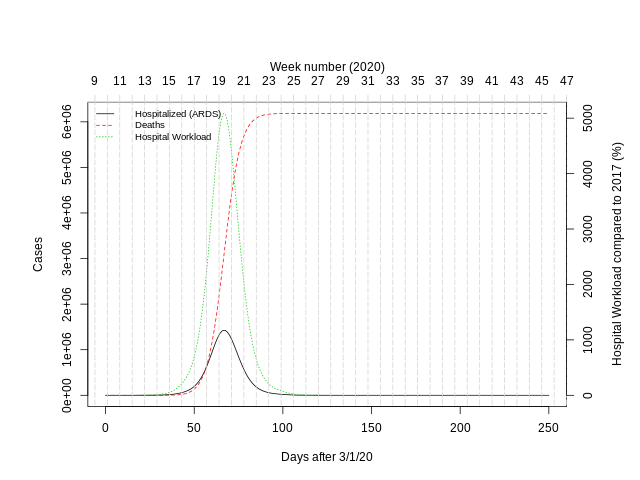 Week number (2020)
9 11 13 15 17 19 21 23 25 27 29 31 33 35 37 39 41 43 45 47
Hospitalized (ARDS)
Deaths
Hospital Workload
Cases
0e+00 1e+06 2e+06 3e+06 4e+06 5e+06 6e+06
Hospital Workload compared to 2017 (%)
0 1000 2000 3000 4000 5000
0 50 100 150 200 250
Days after 3/1/20